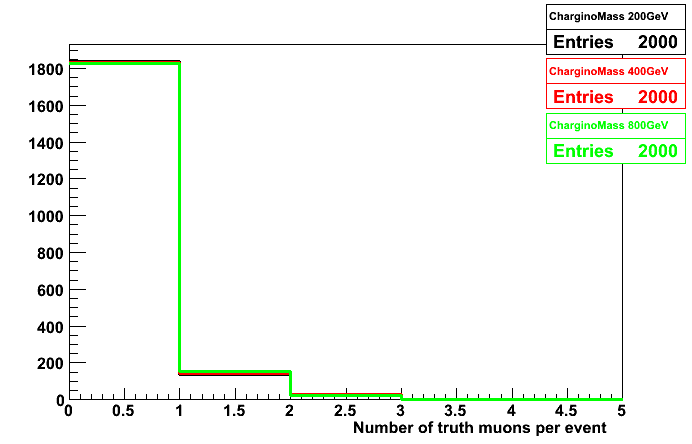 CharginoMass 200GeV
Entries 2000
CharginoMass 400GeV
Entries 2000
CharginoMass 800GeV
Entries 2000
1800
1600
1400
1200
1000
800
600
400
200
0
0 0.5 1 1.5 2 2.5 3 3.5 4 4.5 5
Number of truth muons per event